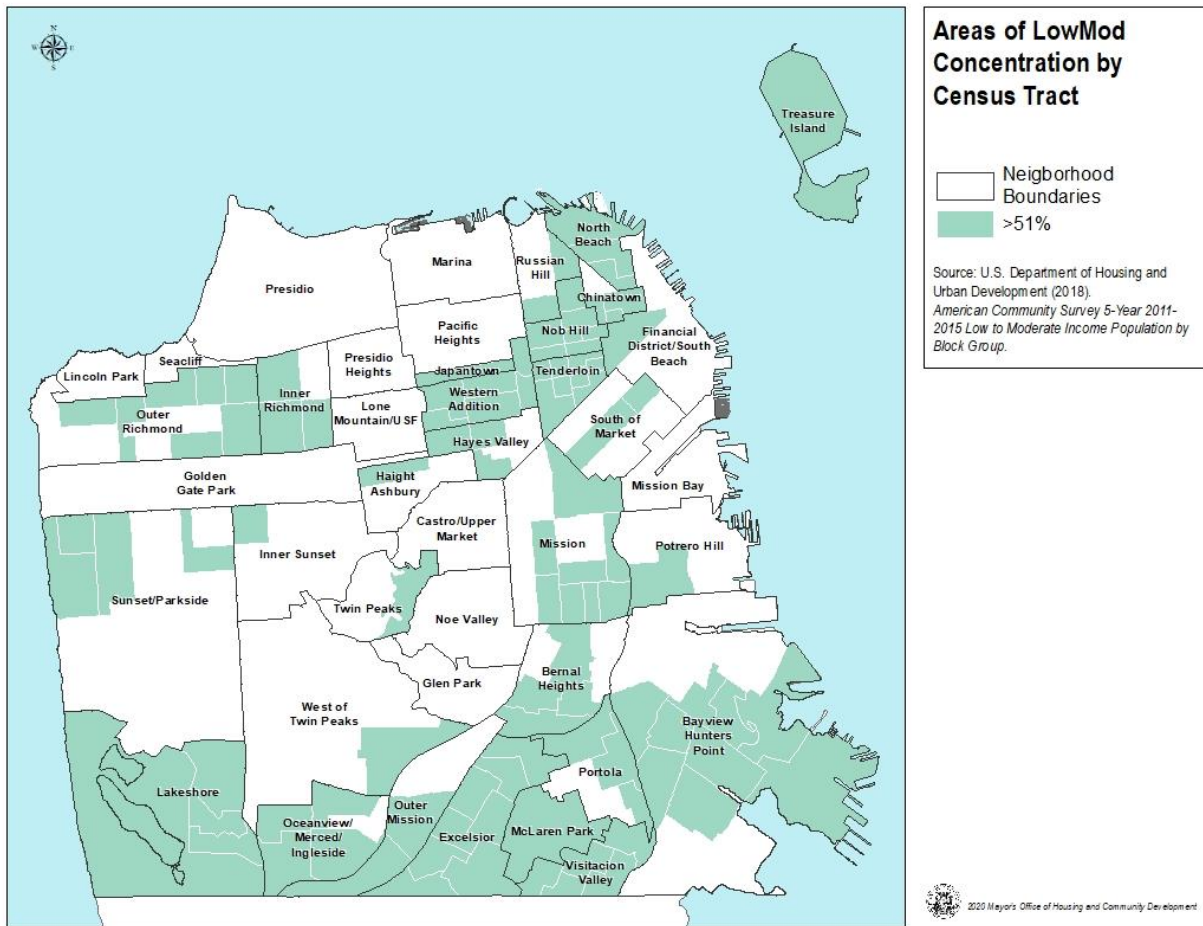 N
W
E
S
Treasure
Island
North
Beach
Marina
Russian
Hill
Presidio
Chinatown
Pacific
Heights
Nob Hill
Financial
District/South
Beach
Seacliff
Presidio
Heights
Lincoln Park
Japantown
Tenderloin
Inner
Richmond
Western
Addition
Lone
Mountain/USF
Outer
Richmond
South of
Market
Hayes Valley
Golden
Gate Park
Haight
Ashbury
Mission Bay
Castro/Upper
Market
Inner Sunset
Mission
Potrero Hill
Sunset/Parkside
Twin Peaks
Noe Valley
Bernal
Heights
Glen Park
West of
Twin Peaks
Bayview
Hunters
Point
Portola
Lakeshore
Outer
Mission
Oceanview/
Merced/
Ingleside
McLaren Park
Excelsior
Visitacion
Valley
Areas of LowMod
Concentration by
Census Tract
Neigborhood
Boundaries
>51%
Source: U.S. Department of Housing and
Urban Development (2018).
American Community Survey 5-Year 2011-
2015 Low to Moderate Income Population by
Block Group.
2020 Mayor's Office of Housing and Community Development